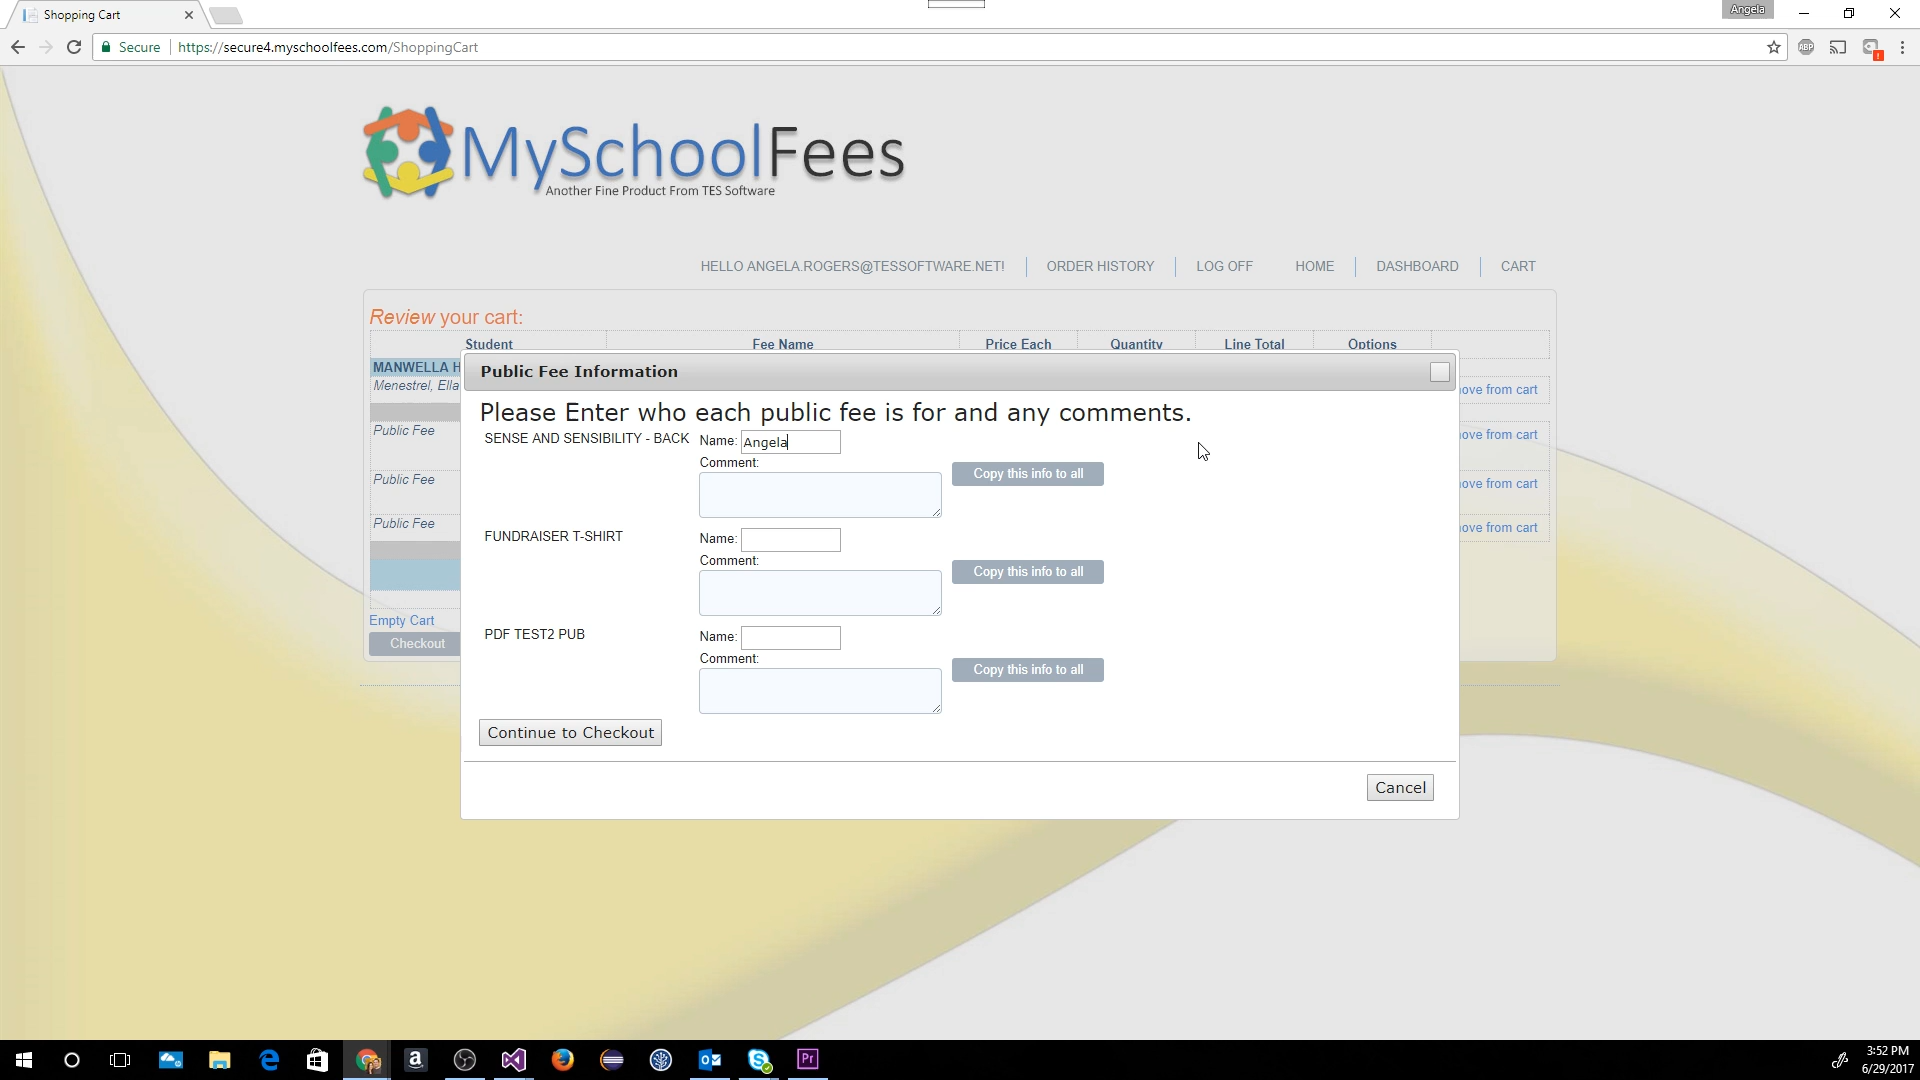 Shopping Cart
Angela
Secure https://secure4.myschoolfees.com/ShoppingCart
ABP
MySchoolFees
Another Fine Product From TES Software
HELLO ANGELA.ROGERS@TESSOFTWARE.NET! ORDER HISTORY LOG OFF HOME DASHBOARD CART
Review your cart:
Student Fee Name Price Each Quantity Line Total Options
MANWELLA H
Menestrel, Ella
ove from cart
Public Fee
ove from cart
Public Fee
ove from cart
Public Fee
ove from cart
Empty Cart
Checkout
Public Fee Information
Please Enter who each public fee is for and any comments.
SENSE AND SENSIBILITY - BACK Name: Angela
Comment:
Copy this info to all
FUNDRAISER T-SHIRT Name:
Comment:
Copy this info to all
PDF TEST2 PUB Name:
Comment:
Copy this info to all
Continue to Checkout
Cancel
3:52 PM
6/29/2017